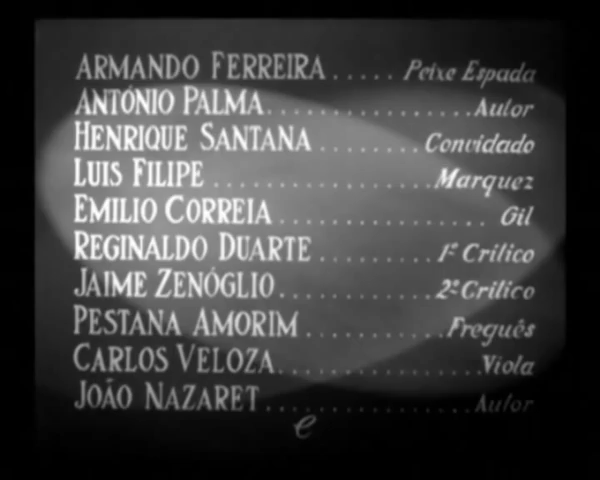 ARMANDO FERREIRA ..... Peixe Espada
ANTÓNIO PALMA ................. Autor
HENRIQUE SANTANA ........ Convidado
LUIS FILIPE ................. Marquez
EMILIO CORREIA ................ Gil
REGINALDO DUARTE .......... 1º Critico
JAIME ZENÓGLIO ............ 2º Critico
PESTANA AMORIM ........... Freguês
CARLOS VELOZA ................ Viola
JOÃO NAZARET ................ Autor
e